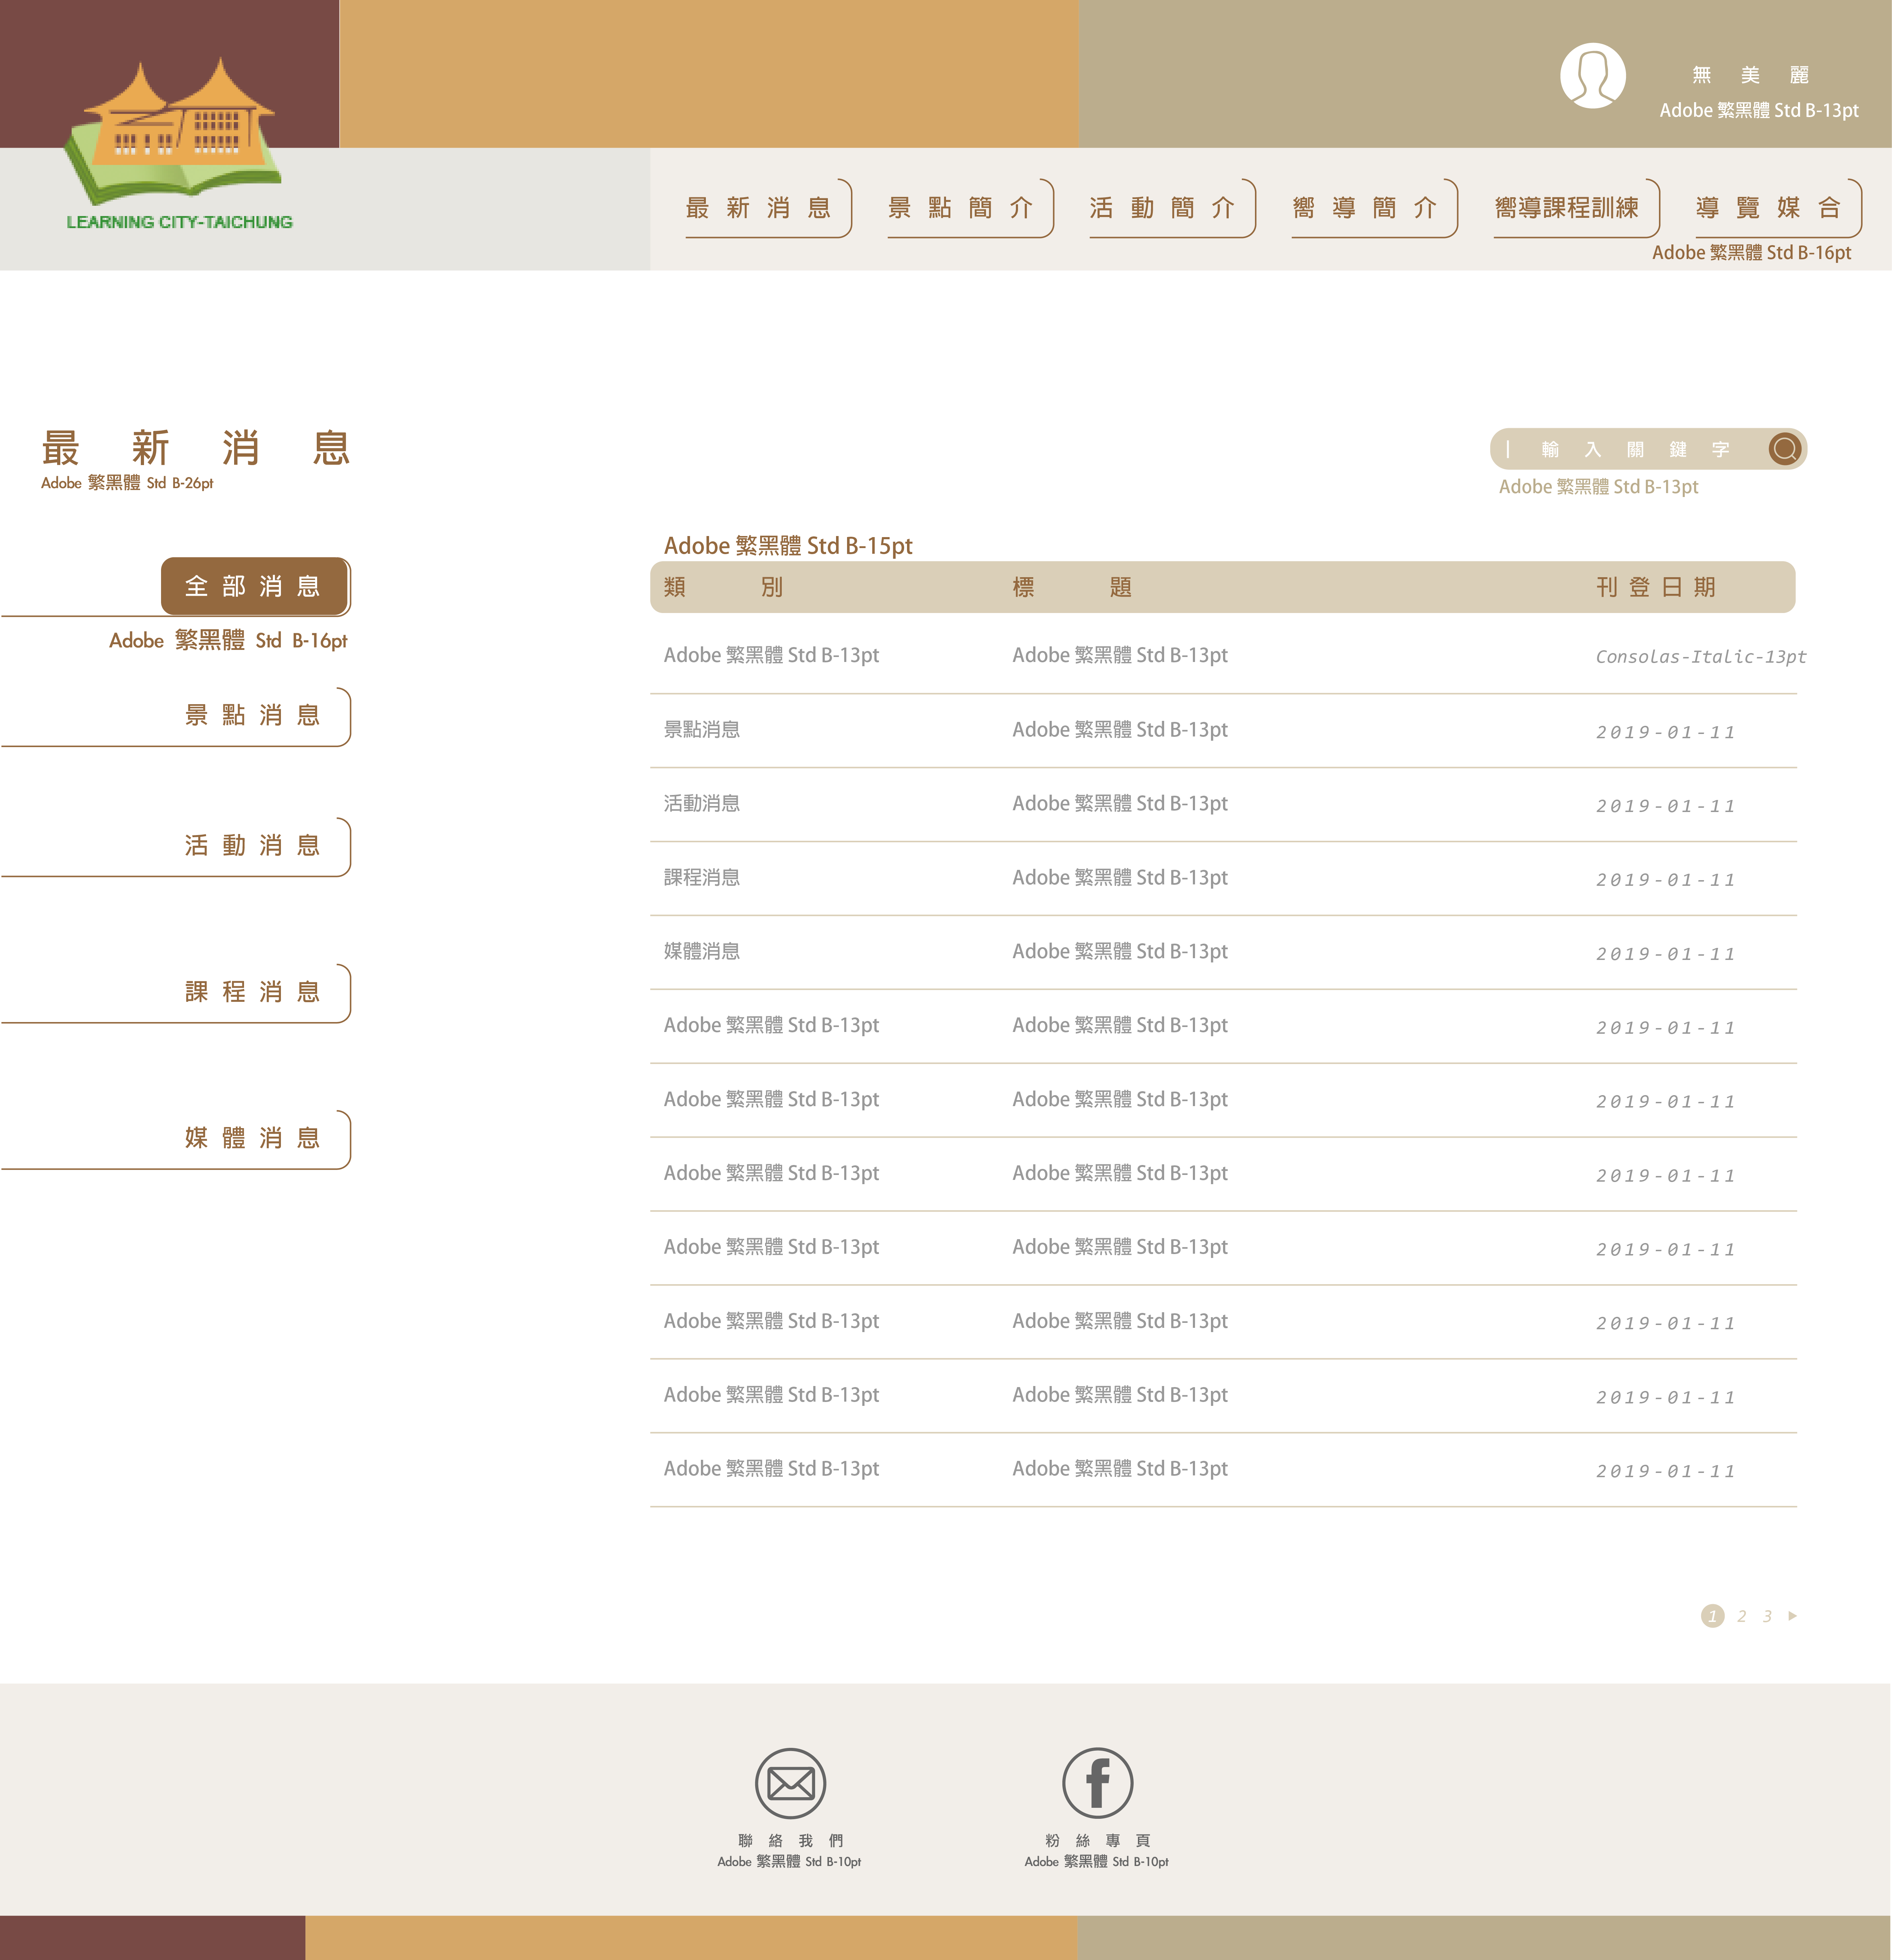 無美麗
Adobe 繁黑體 Std B-13pt
LEARNING CITY-TAICHUNG
最新消息 景點簡介 活動簡介 嚮導簡介 嚮導課程訓練 導覽媒合
Adobe 繁黑體 Std B-16pt
最新消息
Adobe 繁黑體 Std B-26pt
輸入關鍵字
Adobe 繁黑體 Std B-13pt
全部消息
Adobe 繁黑體 Std B-16pt
景點消息
活動消息
課程消息
媒體消息
Adobe 繁黑體 Std B-15pt
類別 標題 刊登日期
Adobe 繁黑體 Std B-13pt Adobe 繁黑體 Std B-13pt Consolas-Italic-13pt
景點消息 Adobe 繁黑體 Std B-13pt 2019-01-11
活動消息 Adobe 繁黑體 Std B-13pt 2019-01-11
課程消息 Adobe 繁黑體 Std B-13pt 2019-01-11
媒體消息 Adobe 繁黑體 Std B-13pt 2019-01-11
Adobe 繁黑體 Std B-13pt Adobe 繁黑體 Std B-13pt 2019-01-11
Adobe 繁黑體 Std B-13pt Adobe 繁黑體 Std B-13pt 2019-01-11
Adobe 繁黑體 Std B-13pt Adobe 繁黑體 Std B-13pt 2019-01-11
Adobe 繁黑體 Std B-13pt Adobe 繁黑體 Std B-13pt 2019-01-11
Adobe 繁黑體 Std B-13pt Adobe 繁黑體 Std B-13pt 2019-01-11
Adobe 繁黑體 Std B-13pt Adobe 繁黑體 Std B-13pt 2019-01-11
Adobe 繁黑體 Std B-13pt Adobe 繁黑體 Std B-13pt 2019-01-11
1 2 3
聯絡我們 粉絲專頁
Adobe 繁黑體 Std B-10pt Adobe 繁黑體 Std B-10pt